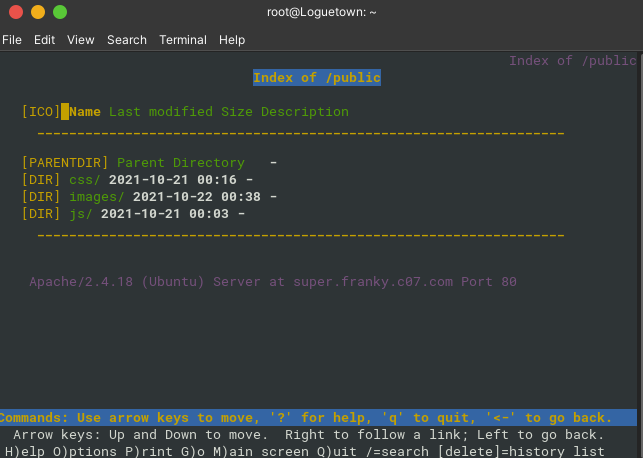 root@Loguetown: ~
File Edit View Search Terminal Help
Index of /public
Index of /public
[ICO] Name Last modified Size Description
[PARENTDIR] Parent Directory -
[DIR] css/ 2021-10-21 00:16 -
[DIR] images/ 2021-10-22 00:38 -
[DIR] js/ 2021-10-21 00:03 -
Apache/2.4.18 (Ubuntu) Server at super.franky.c07.com Port 80
Commands: Use arrow keys to move, '?' for help, 'q' to quit, '<-' to go back.
Arrow keys: Up and Down to move. Right to follow a link; Left to go back.
H)elp O)ptions P)rint G)o M)ain screen Q)uit /=search [delete]=history list